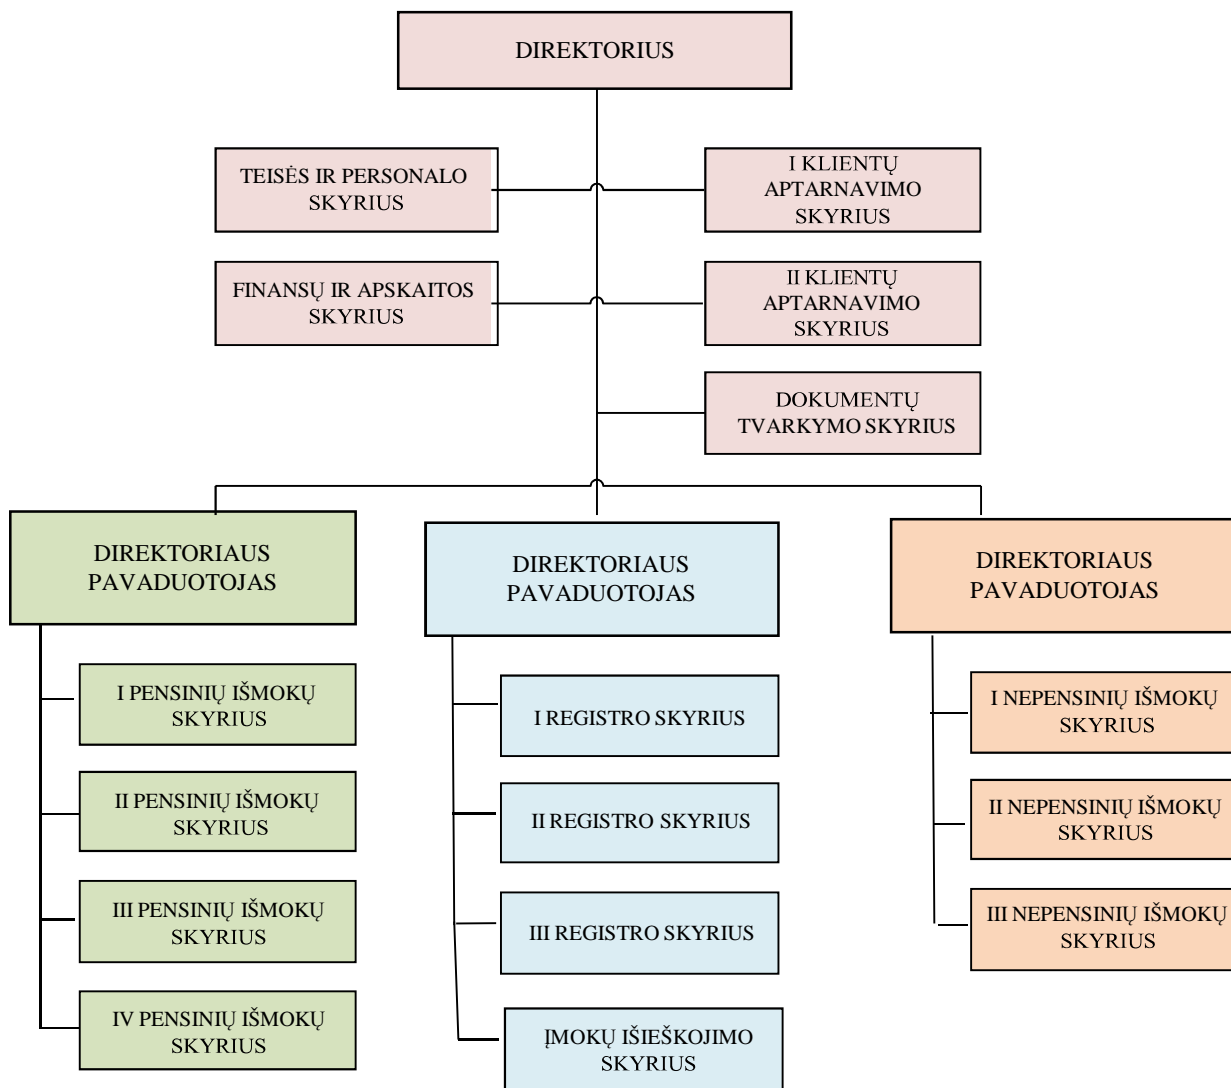 DIREKTORIUS
TEISĖS IR PERSONALO
SKYRIUS
I KLIENTŲ
APTARNAVIMO
SKYRIUS
FINANSŲ IR APSKAITOS
SKYRIUS
II KLIENTŲ
APTARNAVIMO
SKYRIUS
DOKUMENTŲ
TVARKYMO SKYRIUS
DIREKTORIAUS
PAVADUOTOJAS
I PENSINIŲ IŠMOKŲ
SKYRIUS
II PENSINIŲ IŠMOKŲ
SKYRIUS
III PENSINIŲ IŠMOKŲ
SKYRIUS
IV PENSINIŲ IŠMOKŲ
SKYRIUS
DIREKTORIAUS
PAVADUOTOJAS
I REGISTRO SKYRIUS
II REGISTRO SKYRIUS
III REGISTRO SKYRIUS
ĮMOKŲ IŠIEŠKOJIMO
SKYRIUS
DIREKTORIAUS
PAVADUOTOJAS
I NEPENSINIŲ IŠMOKŲ
SKYRIUS
II NEPENSINIŲ IŠMOKŲ
SKYRIUS
III NEPENSINIŲ IŠMOKŲ
SKYRIUS